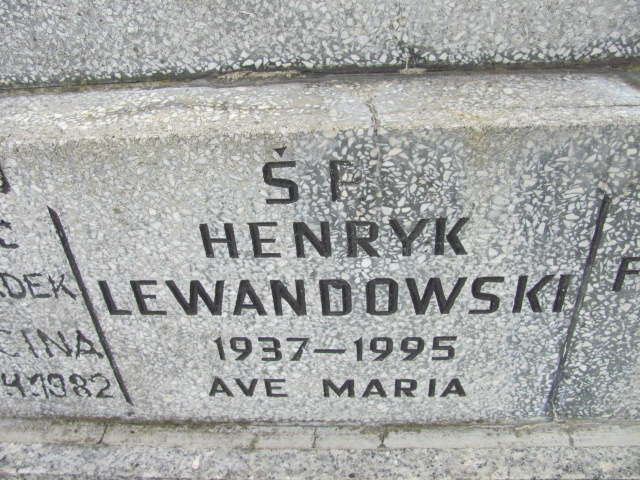 Ś P
HENRYK
LEWANDOWSKI
1937–1995
AVE MARIA